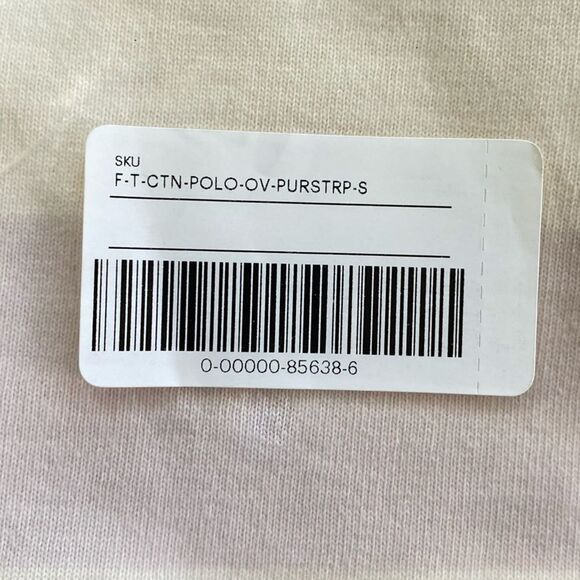 SKU
F-T-CTN-POLO-OV-PURSTRP-S
0-00000-85638-6